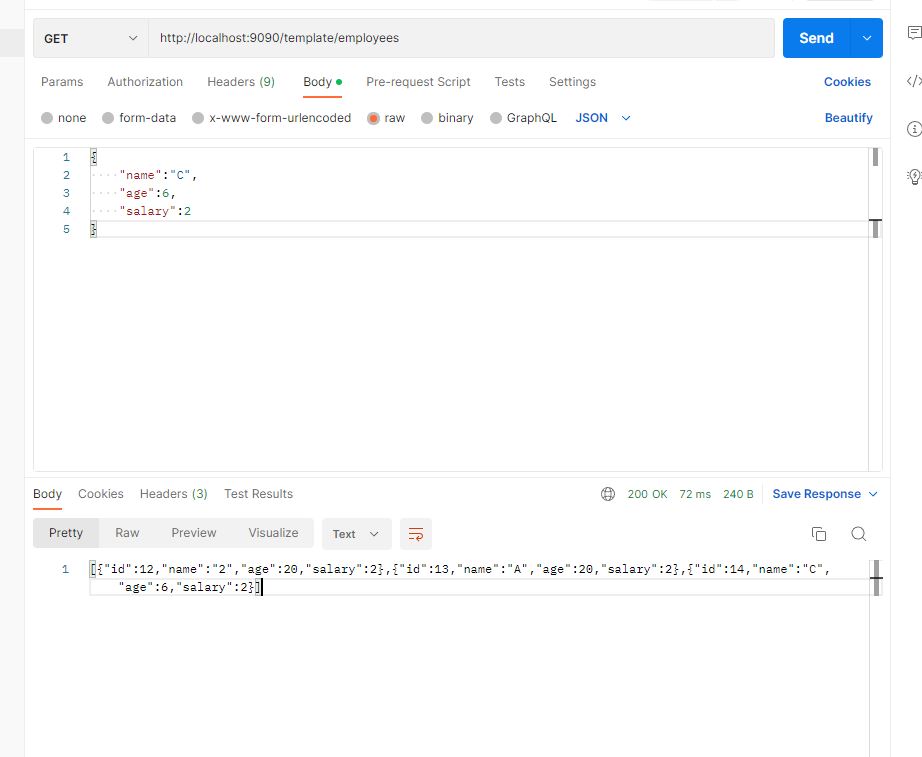 GET http://localhost:9090/template/employees Send
Params Authorization Headers (9) Body Pre-request Script Tests Settings Cookies
none form-data x-www-form-urlencoded raw binary GraphQL JSON Beautify
1 {
2 "name":"C",
3 "age":6,
4 "salary":2
5 }
Body Cookies Headers (3) Test Results 200 OK 72 ms 240 B Save Response
Pretty Raw Preview Visualize Text
1 [{"id":12,"name":"2","age":20,"salary":2},{"id":13,"name":"A","age":20,"salary":2},{"id":14,"name":"C",
"age":6,"salary":2}]